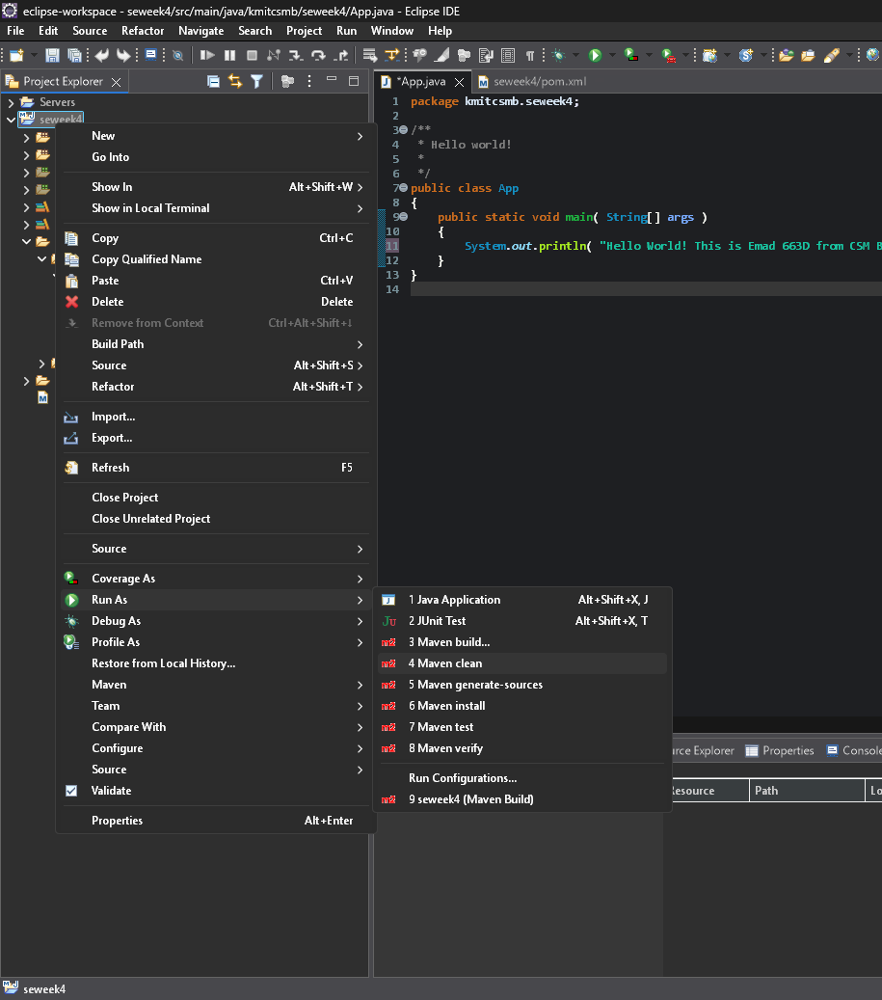 eclipse-workspace - seweek4/src/main/java/kmitcsmb/seweek4/App.java - Eclipse IDE
File Edit Source Refactor Navigate Search Project Run Window Help
Project Explorer
*App.java seweek4/pom.xml
Servers
seweek4
1 package kmitcsmb.seweek4;
2
3 /**
4 * Hello world!
5 *
6 */
7 public class App
8 {
9 public static void main( String[] args )
10 {
11 System.out.println( "Hello World! This is Emad 663D from CSM B
12 }
13 }
14
New
Go Into
Show In Alt+Shift+W
Show in Local Terminal
Copy Ctrl+C
Copy Qualified Name
Paste Ctrl+V
Delete Delete
Remove from Context Ctrl+Alt+Shift+↓
Build Path
Source Alt+Shift+S
Refactor Alt+Shift+T
Import...
Export...
Refresh F5
Close Project
Close Unrelated Project
Source
Coverage As
Run As
Debug As
Profile As
Restore from Local History...
Maven
Team
Compare With
Configure
Source
Validate
Properties Alt+Enter
1 Java Application Alt+Shift+X, J
2 JUnit Test Alt+Shift+X, T
3 Maven build...
4 Maven clean
5 Maven generate-sources
6 Maven install
7 Maven test
8 Maven verify
Run Configurations...
9 seweek4 (Maven Build)
rce Explorer Properties Console
Resource Path Lo
seweek4